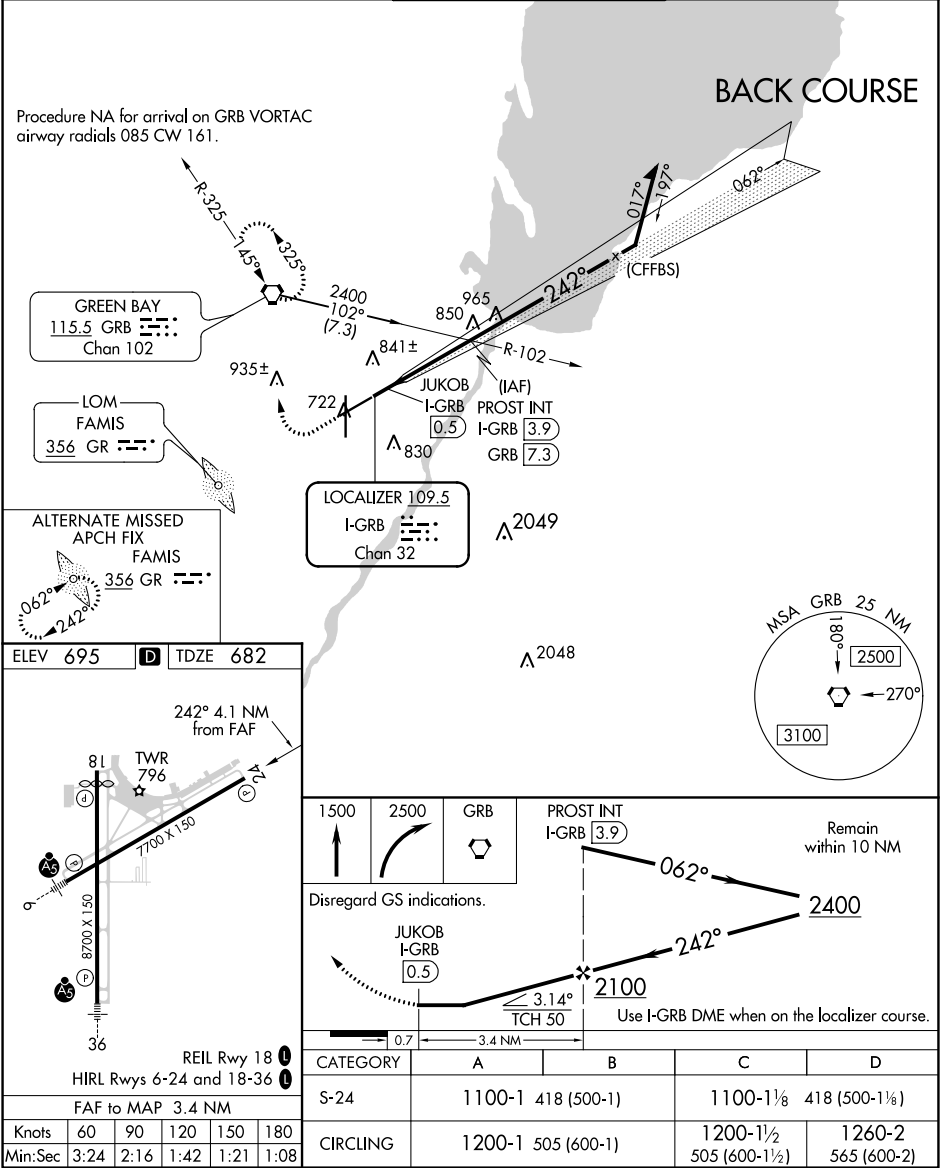 BACK COURSE
Procedure NA for arrival on GRB VORTAC
airway radials 085 CW 161.
R-325
145°
325°
017°
197°
062°
242°
(CFFBS)
GREEN BAY
115.5 GRB
Chan 102
2400
102°
(7.3)
R-102
965
850
841±
935±
722
830
2049
2048
JUKOB
I-GRB
0.5
(IAF)
PROST INT
I-GRB 3.9
GRB 7.3
LOM
FAMIS
356 GR
LOCALIZER 109.5
I-GRB
Chan 32
ALTERNATE MISSED
APCH FIX
FAMIS
356 GR
062°
242°
MSA GRB 25 NM
180°
2500
270°
3100
ELEV 695 D TDZE 682
242° 4.1 NM
from FAF
18
TWR
796
24
P
P
P
P
7700 X 150
8700 X 150
A5
A5
6
36
REIL Rwy 18 L
HIRL Rwys 6-24 and 18-36 L
FAF to MAP 3.4 NM
Knots 60 90 120 150 180
Min:Sec 3:24 2:16 1:42 1:21 1:08
1500 2500 GRB
PROST INT
I-GRB 3.9
Remain
within 10 NM
062°
2400
Disregard GS indications.
242°
JUKOB
I-GRB
0.5
2100
3.14°
TCH 50
Use I-GRB DME when on the localizer course.
0.7 3.4 NM
CATEGORY A B C D
S-24 1100-1 418 (500-1) 1100-1⅛ 418 (500-1⅛)
CIRCLING 1200-1 505 (600-1) 1200-1½ 505 (600-1½) 1260-2 565 (600-2)